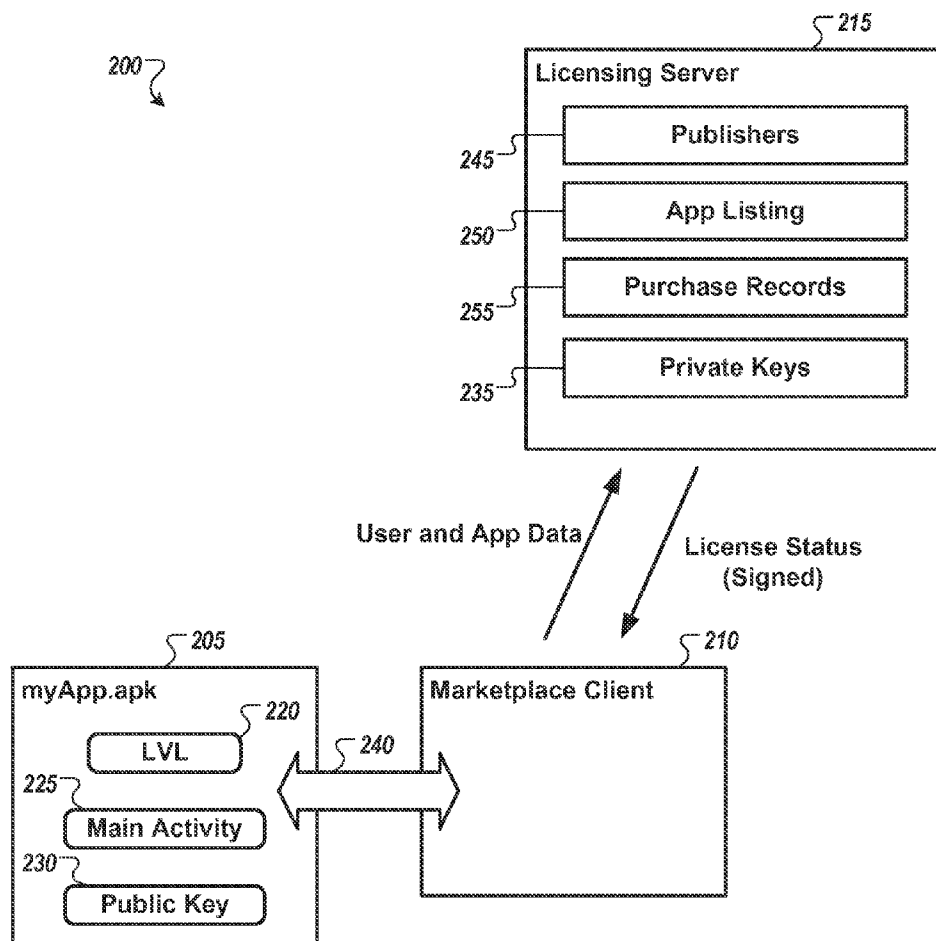 200
215
Licensing Server
Publishers
245
App Listing
250
Purchase Records
255
Private Keys
235
User and App Data
License Status
(Signed)
205
myApp.apk
220
LVL
225
Main Activity
230
Public Key
240
210
Marketplace Client